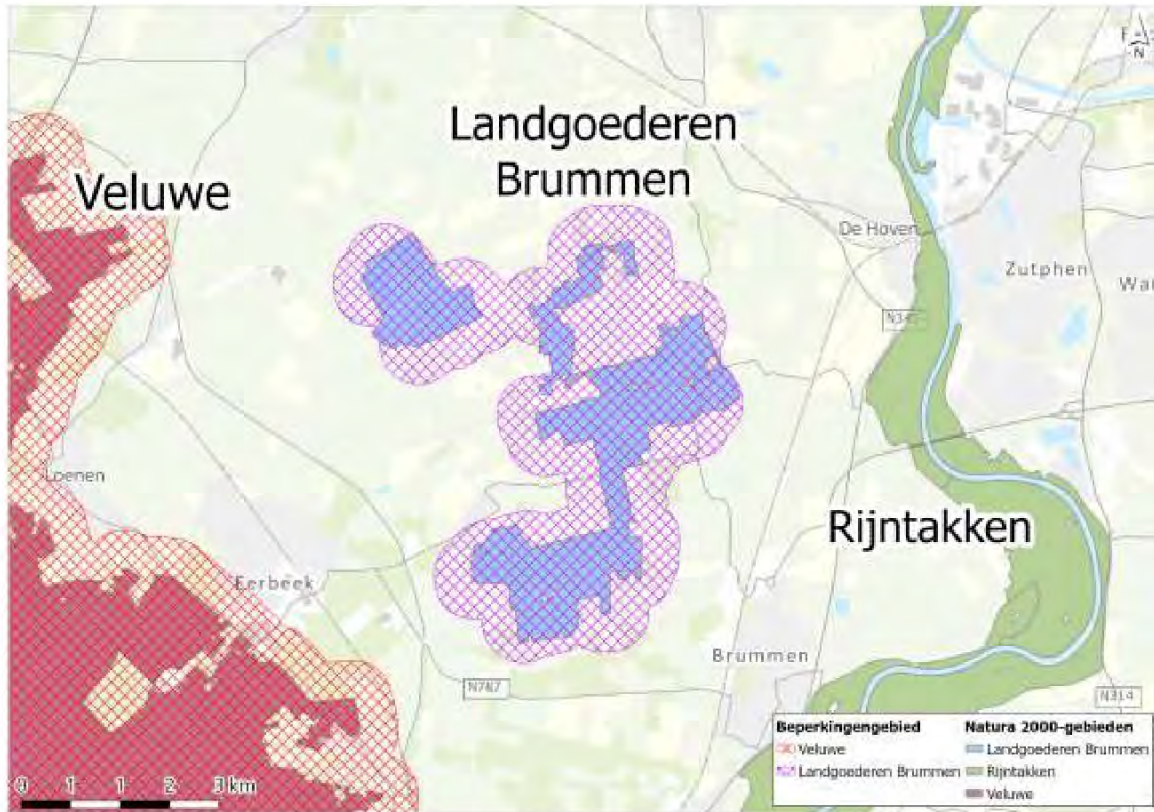 N
Landgoederen
Brummen
Veluwe
De Hoven
Zutphen
Loenen
Rijntakken
Eerbeek
Brummen
N787
N314
Beperkingengebied
Veluwe
Landgoederen Brummen
Natura 2000-gebieden
Landgoederen Brummen
Rijntakken
Veluwe
0 1 1 2 3 km